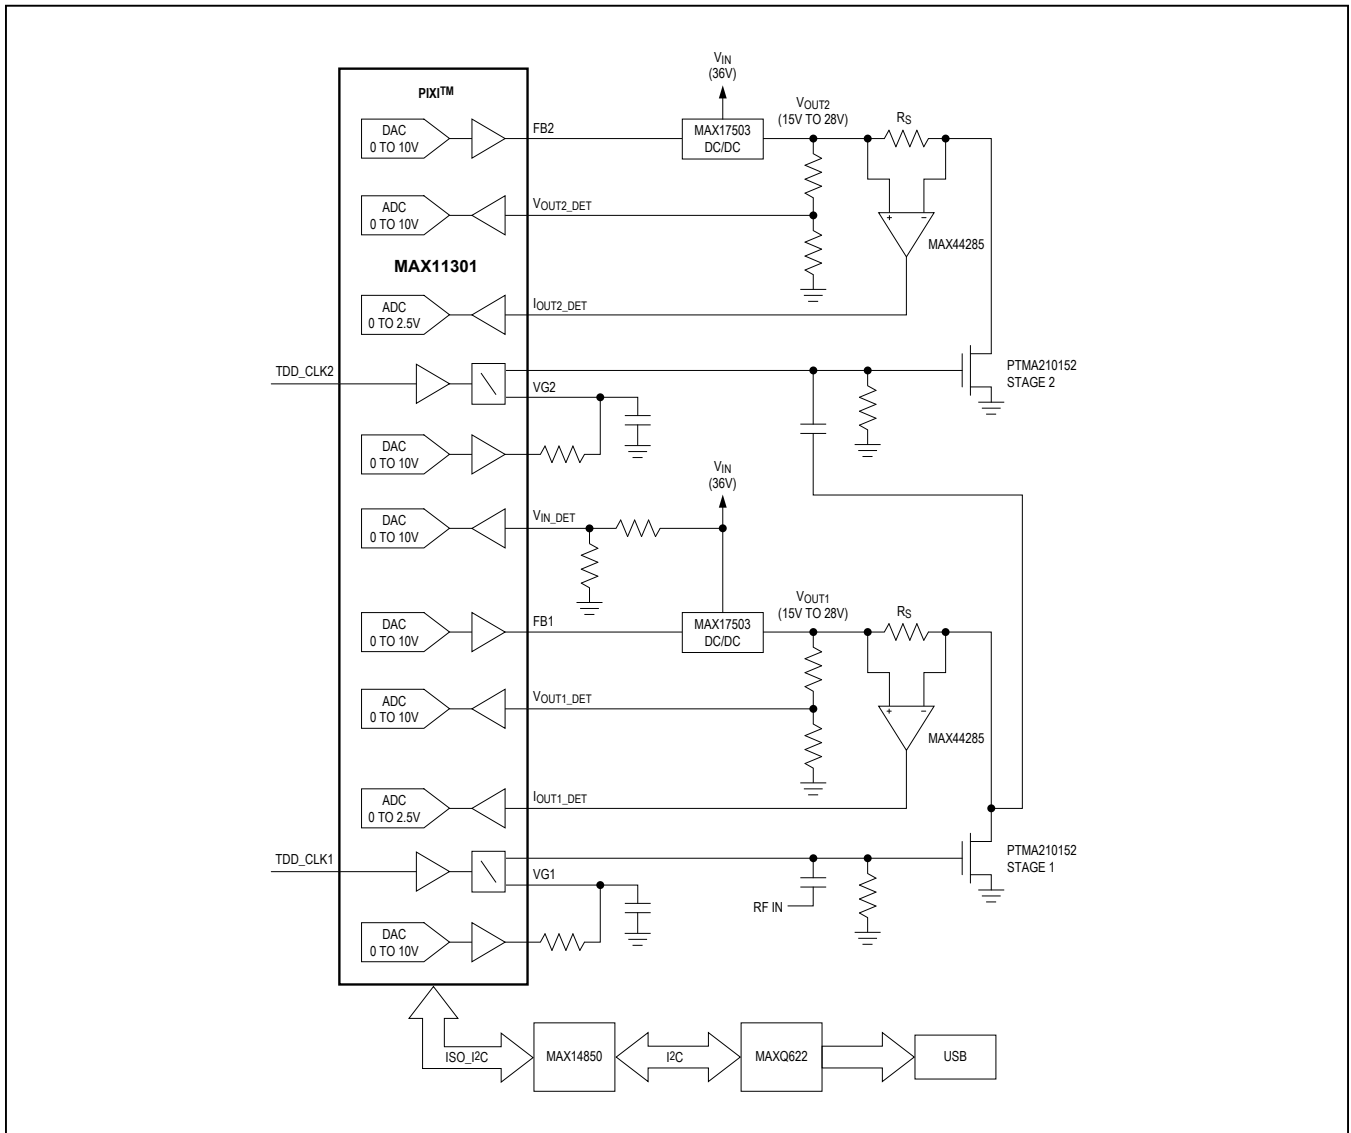 PIXI™
VIN
(36V)
DAC
0 TO 10V
FB2
MAX17503
DC/DC
VOUT2
(15V TO 28V)
RS
ADC
0 TO 10V
VOUT2_DET
+ −
MAX44285
MAX11301
ADC
0 TO 2.5V
IOUT2_DET
TDD_CLK2
VG2
PTMA210152
STAGE 2
DAC
0 TO 10V
VIN
(36V)
DAC
0 TO 10V
VIN_DET
DAC
0 TO 10V
FB1
MAX17503
DC/DC
VOUT1
(15V TO 28V)
RS
ADC
0 TO 10V
VOUT1_DET
+ −
MAX44285
ADC
0 TO 2.5V
IOUT1_DET
TDD_CLK1
VG1
PTMA210152
STAGE 1
RF IN
DAC
0 TO 10V
ISO_I2C
MAX14850
I2C
MAXQ622
USB